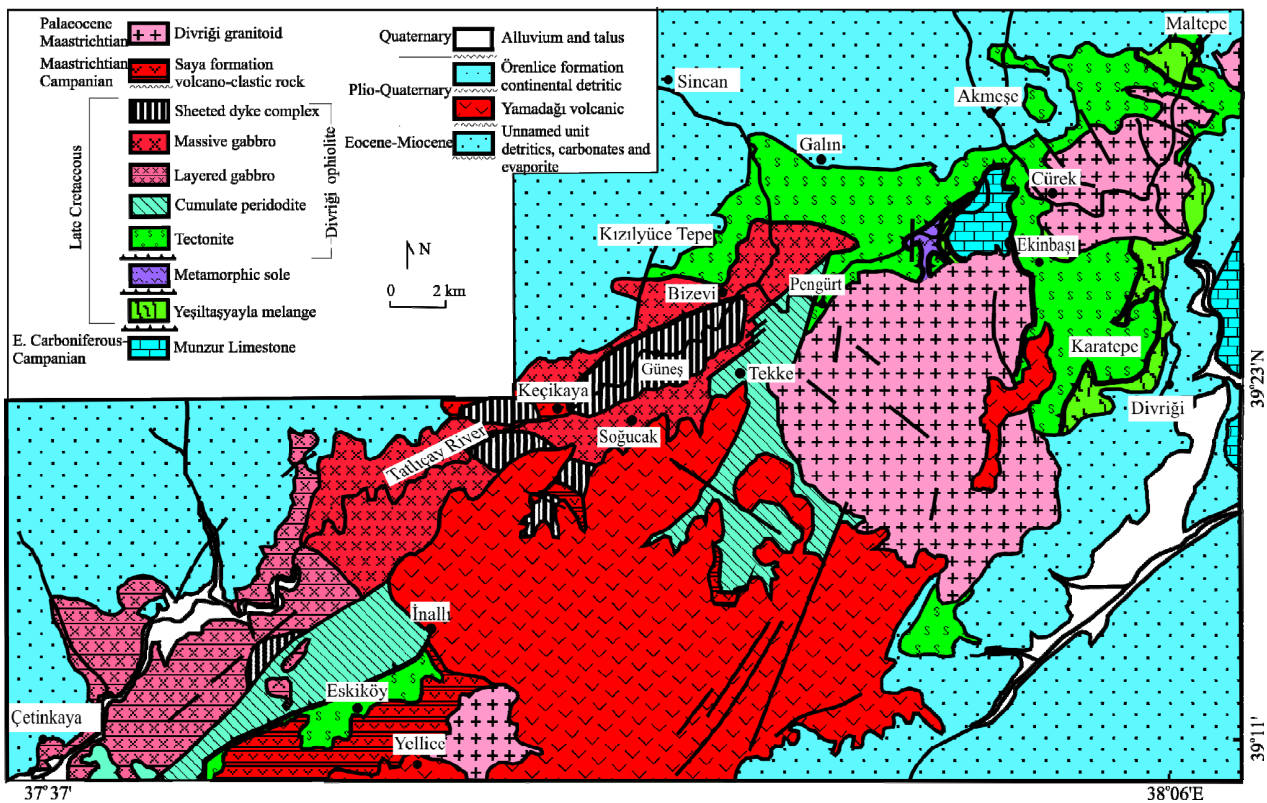 Palaeocene
Maastrichtian
Divriği granitoid
Maastrichtian
Campanian
Saya formation
volcano-clastic rock
Late Cretaceous
Sheeted dyke complex
Massive gabbro
Layered gabbro
Cumulate peridodite
Tectonite
Divriği ophiolite
Metamorphic sole
Yeşiltaşyayla melange
E. Carboniferous-
Campanian
Munzur Limestone
Quaternary
Alluvium and talus
Plio-Quaternary
Örenlice formation
continental detritic
Yamadağı volcanic
Eocene-Miocene
Unnamed unit
detritics, carbonates and
evaporite
N
0 2 km
Maltepe
Sincan
Akmeşe
Galın
Cürek
Kızılyüce Tepe
Ekinbaşı
Bizevi
Pengürt
Karatepe
Güneş
Tekke
39°23'N
Keçikaya
Divriği
Soğucak
Tatlıçay River
İnallı
Eskiköy
Çetinkaya
Yellice
39°11'
37°37'
38°06'E